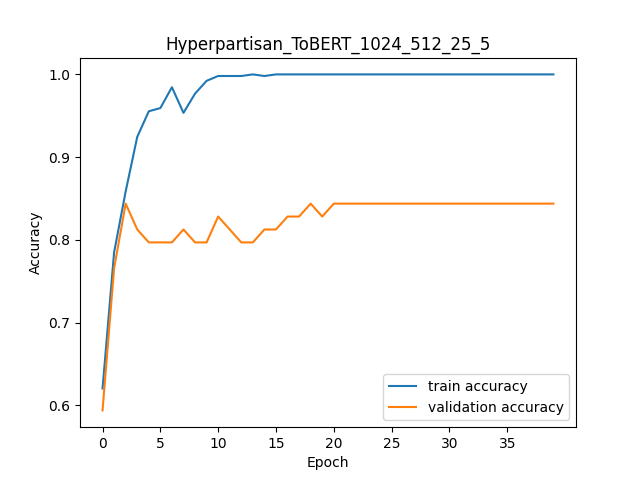 Hyperpartisan_ToBERT_1024_512_25_5
1.0
0.9
0.8
0.7
0.6
Accuracy
0 5 10 15 20 25 30 35
Epoch
train accuracy
validation accuracy